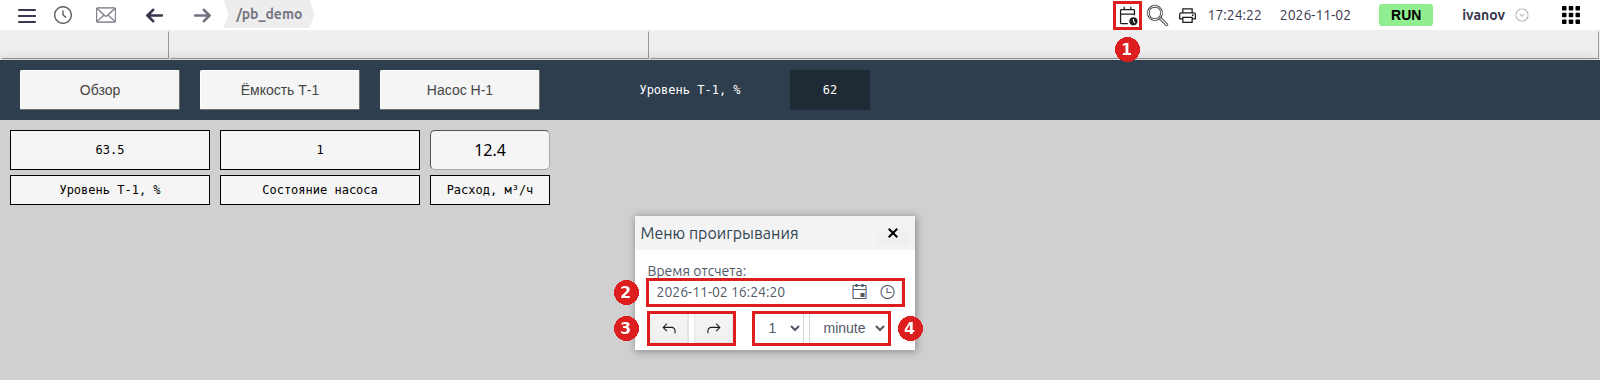 /pb_demo 17:24:22 2026-11-02 RUN ivanov
1
Обзор Ёмкость Т-1 Насос Н-1 Уровень Т-1, % 62
63.5 1 12.4
Уровень Т-1, % Состояние насоса Расход, м³/ч
Меню проигрывания
Время отсчета:
2 2026-11-02 16:24:20
3 1 minute 4